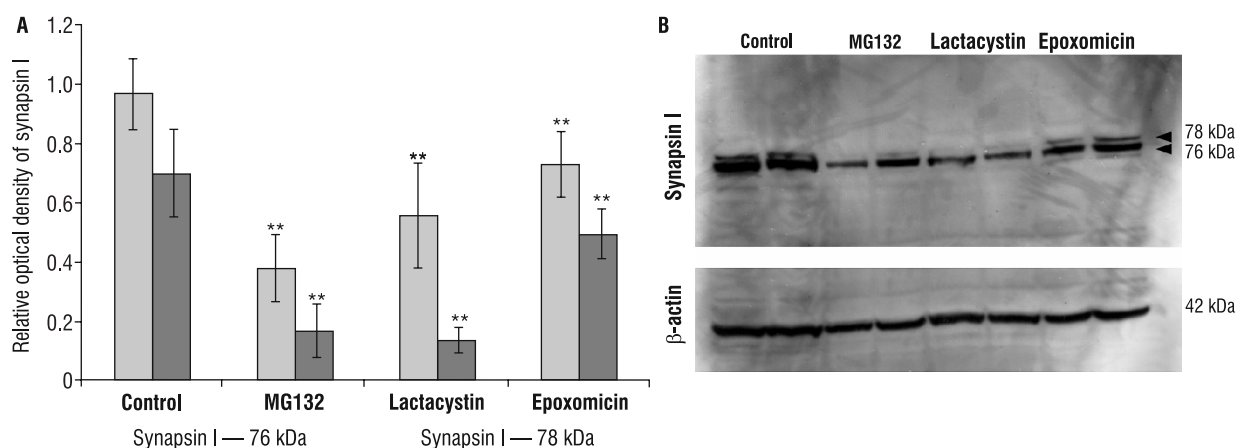 A
Relative optical density of synapsin I
1.2
1.0
0.8
0.6
0.4
0.2
0
**
**
**
**
**
**
Control
MG132
Lactacystin
Epoxomicin
Synapsin I — 76 kDa
Synapsin I — 78 kDa
B
Control
MG132
Lactacystin
Epoxomicin
Synapsin I
78 kDa
76 kDa
β-actin
42 kDa